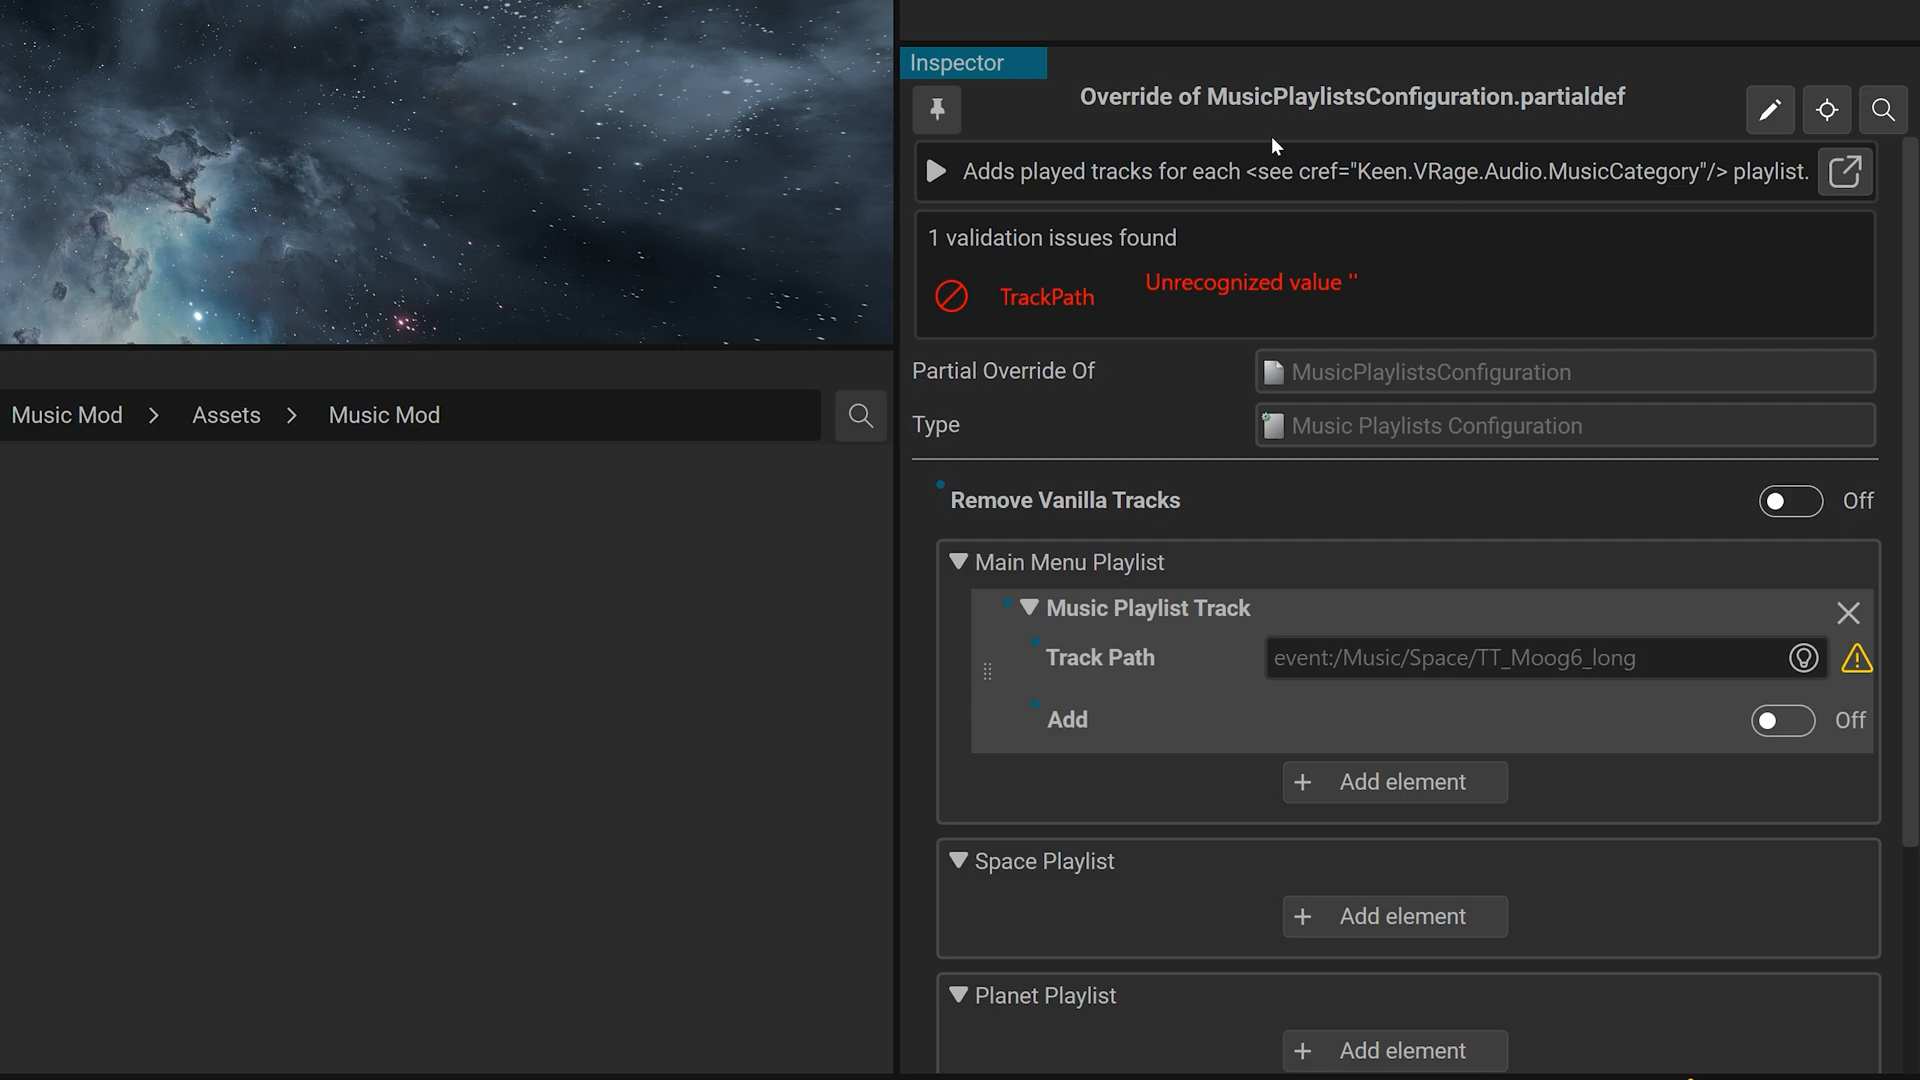 Inspector
Override of MusicPlaylistsConfiguration.partialdef
Adds played tracks for each <see cref="Keen.VRage.Audio.MusicCategory"/> playlist.
1 validation issues found
TrackPath
Unrecognized value ''
Partial Override Of
MusicPlaylistsConfiguration
Music Mod
Assets
Music Mod
Type
Music Playlists Configuration
Remove Vanilla Tracks
Off
Main Menu Playlist
Music Playlist Track
Track Path
event:/Music/Space/TT_Moog6_long
Add
Off
Add element
Space Playlist
Add element
Planet Playlist
Add element